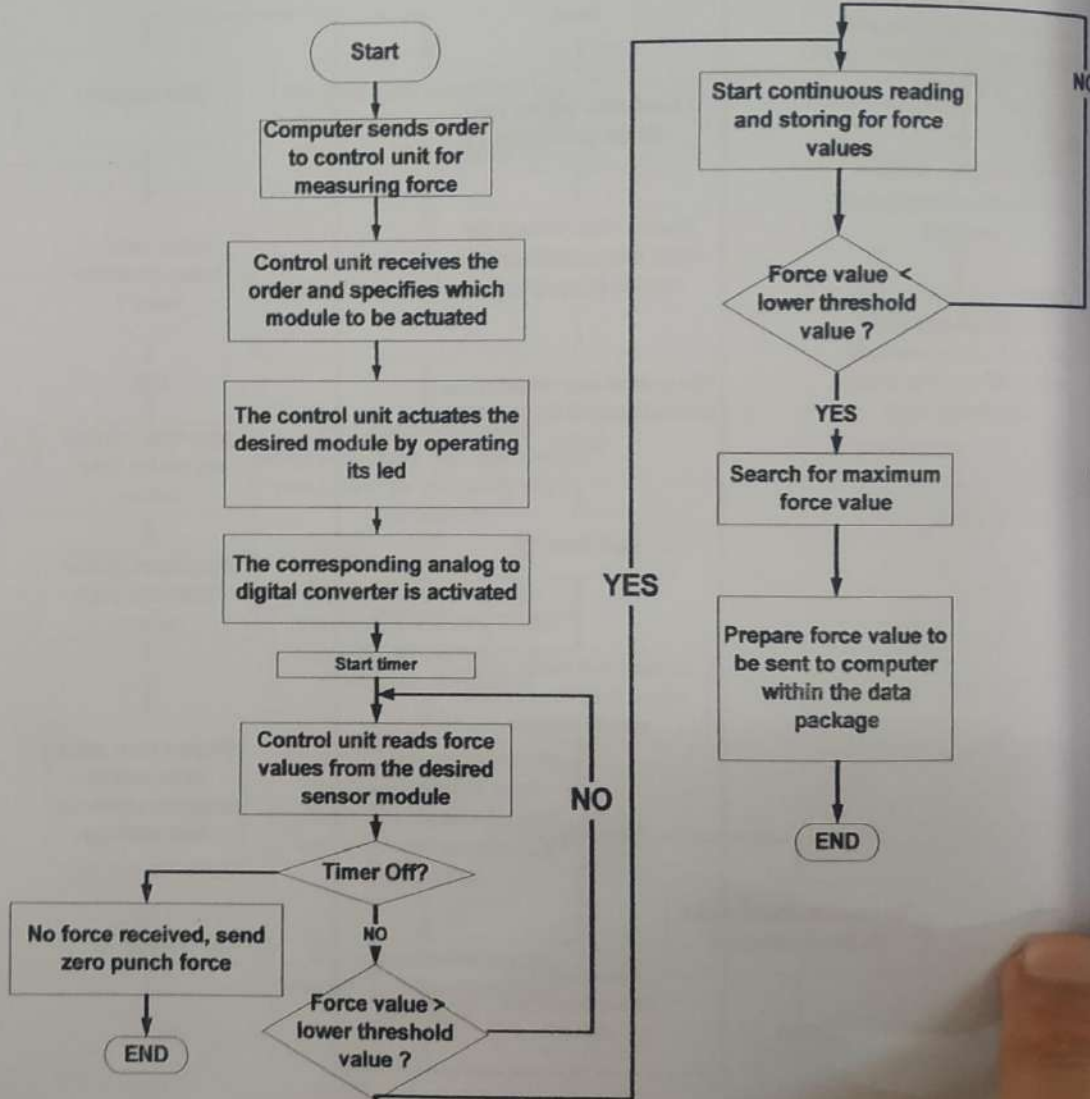 Start
Computer sends order
to control unit for
measuring force
Control unit receives the
order and specifies which
module to be actuated
The control unit actuates the
desired module by operating
its led
The corresponding analog to
digital converter is activated
Start timer
Control unit reads force
values from the desired
sensor module
Timer Off?
NO
No force received, send
zero punch force
END
Force value >
lower threshold
value ?
NO
YES
Start continuous reading
and storing for force
values
Force value <
lower threshold
value ?
NO
YES
Search for maximum
force value
Prepare force value to
be sent to computer
within the data
package
END